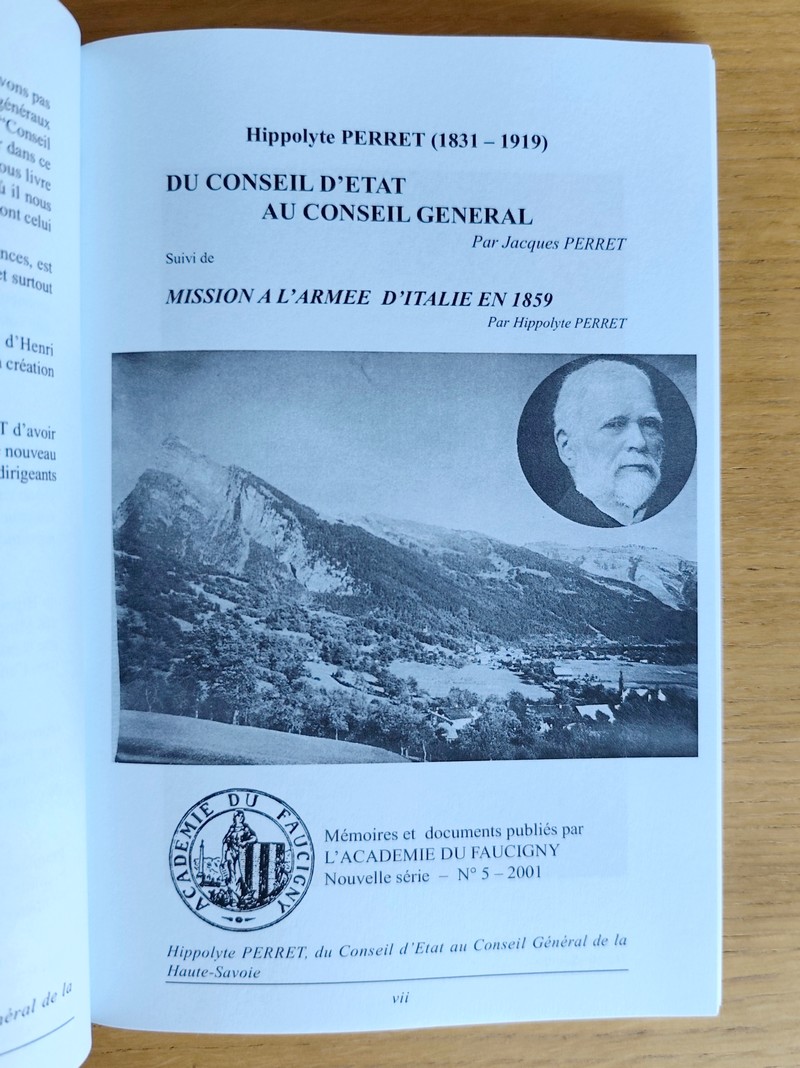 vons pas
généraux
"Conseil
dans ce
ous livre
ù il nous
ont celui
nces, est
et surtout
d'Henri
création
T d'avoir
nouveau
dirigeants
néral de la
Hippolyte PERRET (1831 – 1919)
DU CONSEIL D'ETAT
AU CONSEIL GENERAL
Par Jacques PERRET
Suivi de
MISSION A L'ARMEE D'ITALIE EN 1859
Par Hippolyte PERRET
ACADEMIE DU FAUCIGNY
Mémoires et documents publiés par
L'ACADEMIE DU FAUCIGNY
Nouvelle série – N° 5 – 2001
Hippolyte PERRET, du Conseil d'Etat au Conseil Général de la
Haute-Savoie
vii